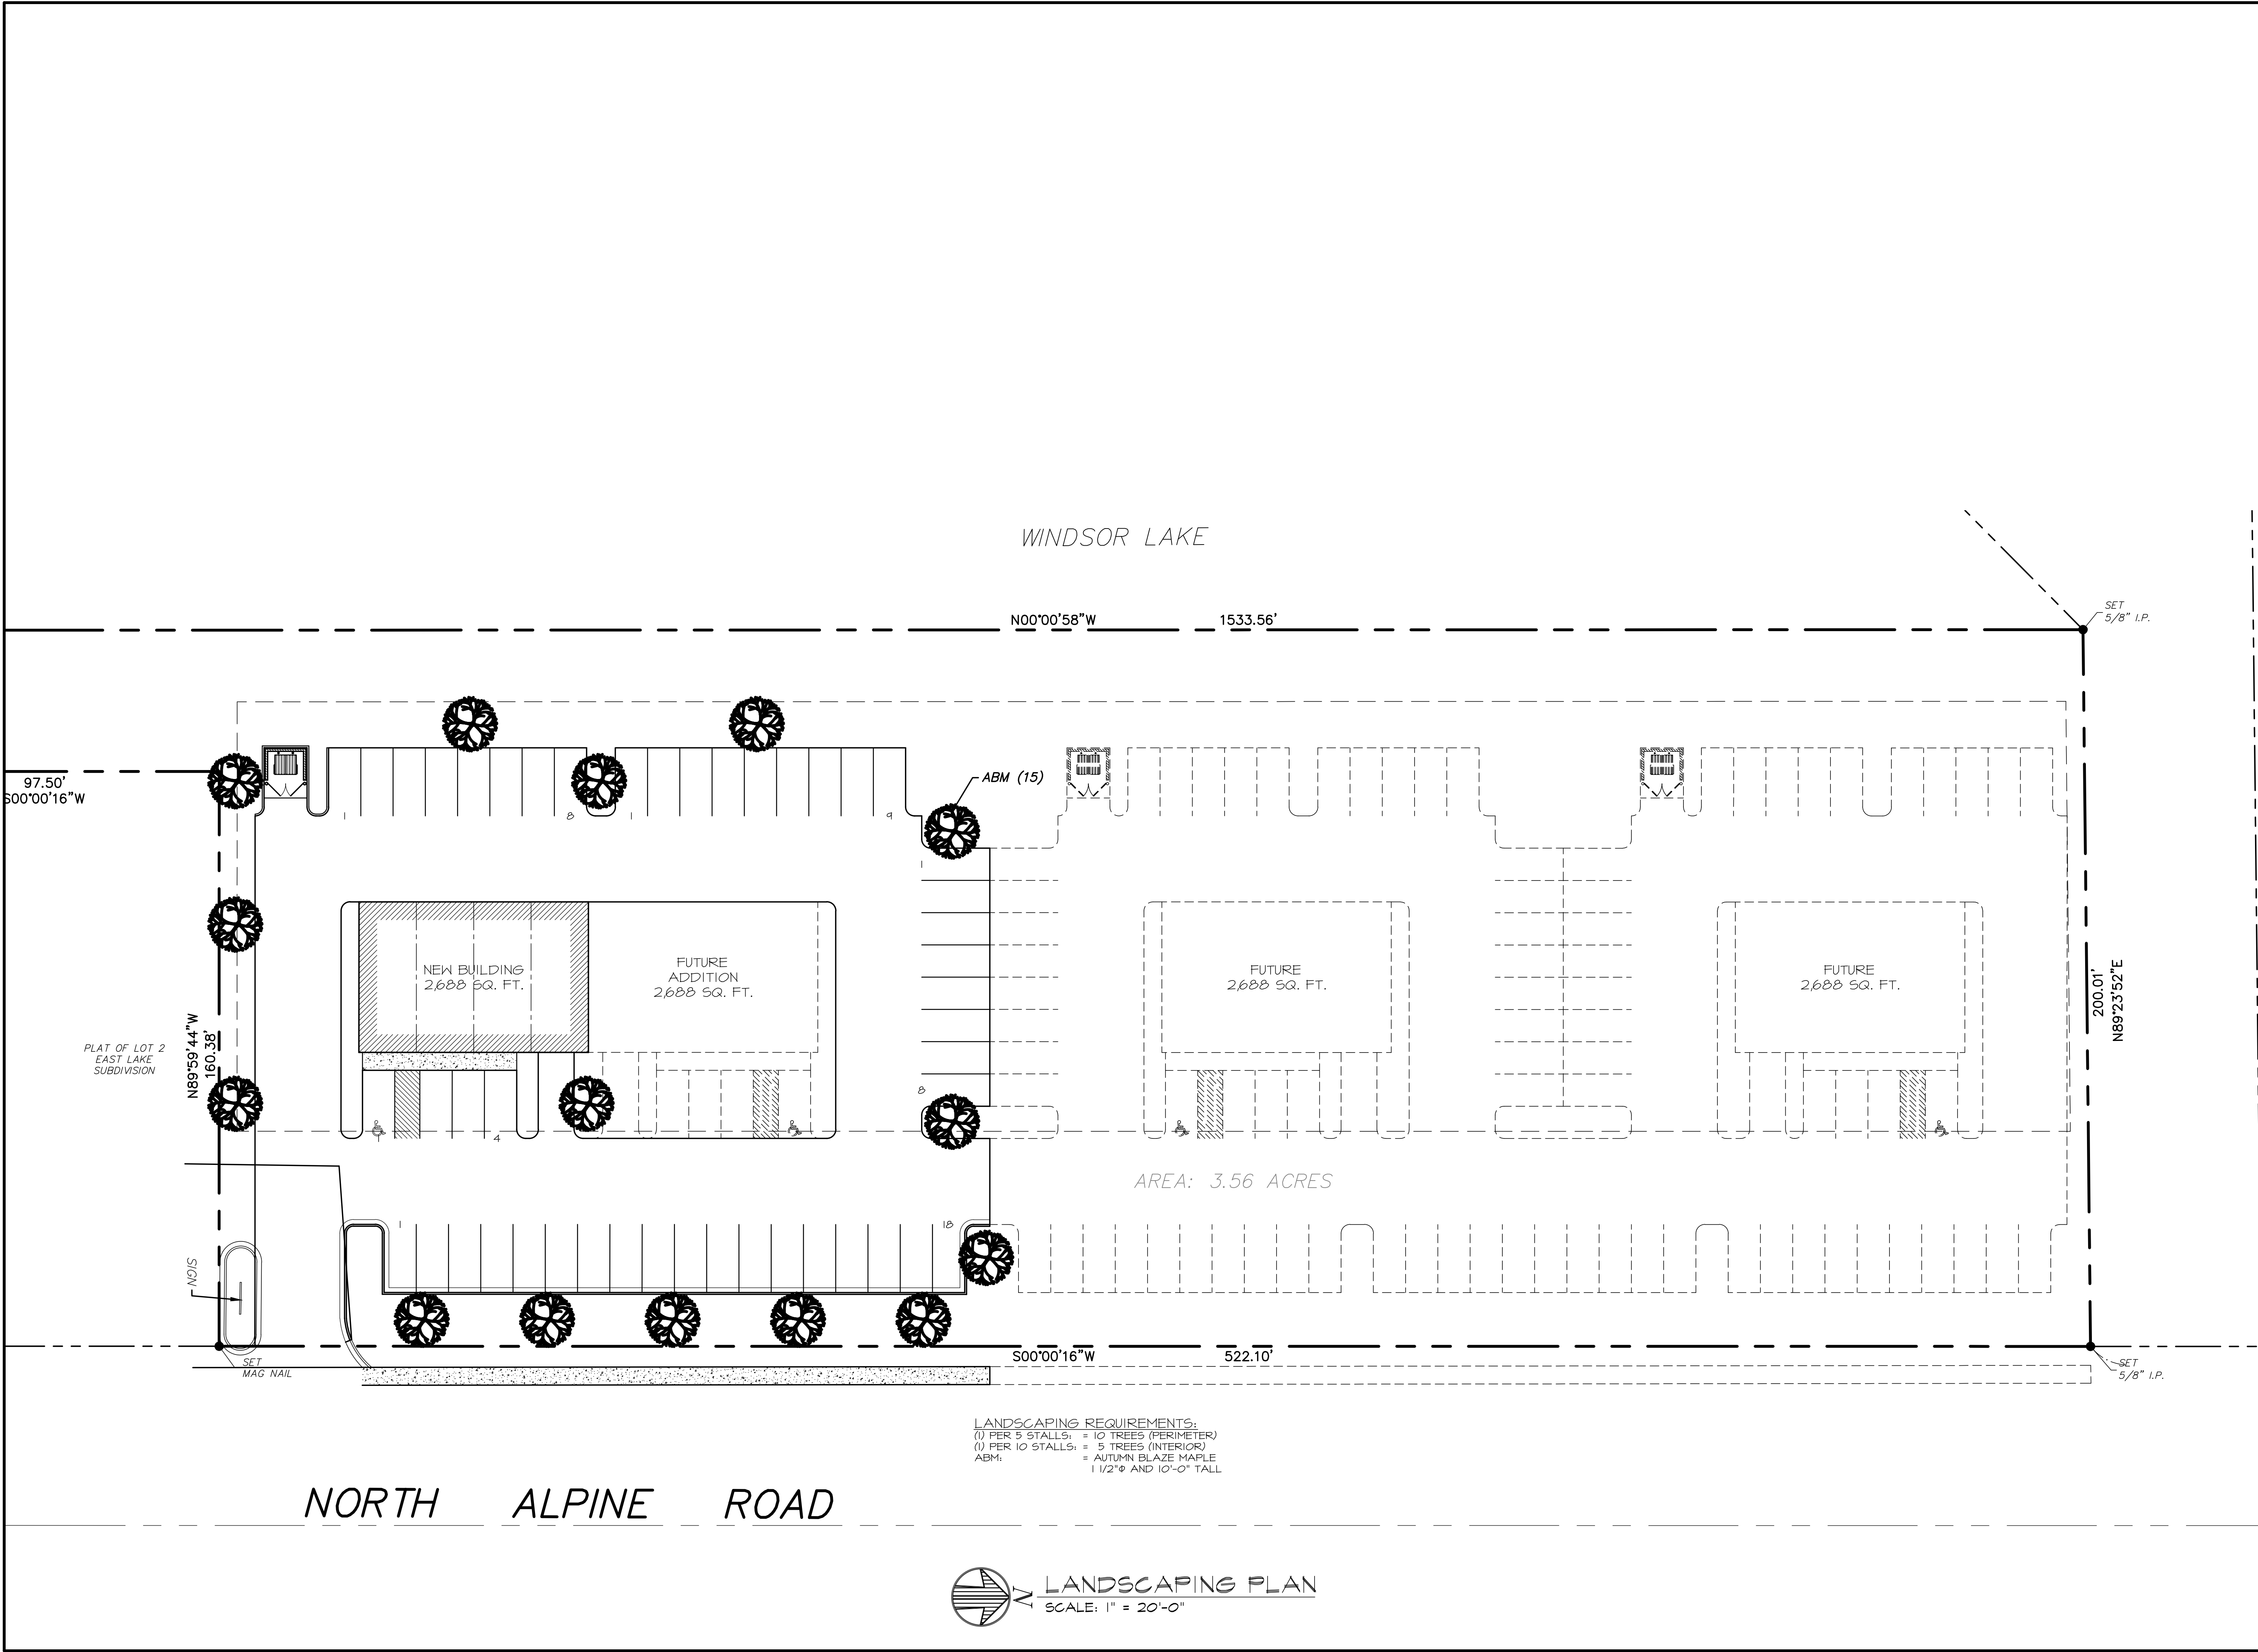 WINDSOR LAKE
SET
5/8" I.P.
N00°00'58"W 1533.56'
97.50'
S00°00'16"W
ABM (15)
1
8
1
9
NEW BUILDING
2,688 SQ. FT.
FUTURE
ADDITION
2,688 SQ. FT.
FUTURE
2,688 SQ. FT.
FUTURE
2,688 SQ. FT.
200.01'
N89°23'52"E
PLAT OF LOT 2
EAST LAKE
SUBDIVISION
N89°59'44"W
160.38'
1
8
1
4
AREA: 3.56 ACRES
1
18
SIGN
SET
MAG NAIL
S00°00'16"W 522.10'
SET
5/8" I.P.
LANDSCAPING REQUIREMENTS:
(1) PER 5 STALLS: = 10 TREES (PERIMETER)
(1) PER 10 STALLS: = 5 TREES (INTERIOR)
ABM: = AUTUMN BLAZE MAPLE
1 1/2"Φ AND 10'-0" TALL
NORTH ALPINE ROAD
N
LANDSCAPING PLAN
SCALE: 1" = 20'-0"